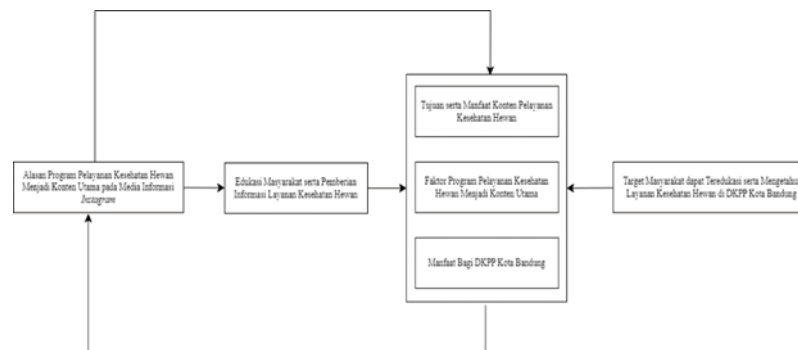 Tujuan serta Manfaat Konten Pelayanan
Kesehatan Hewan
Alasan Program Pelayanan Kesehatan Hewan
Menjadi Konten Utama pada Media Informasi
Instagram
Edukasi Masyarakat serta Pemberian
Informasi Layanan Kesehatan Hewan
Faktor Program Pelayanan Kesehatan
Hewan Menjadi Konten Utama
Target Masyarakat dapat Teredukasi serta Mengetahui
Layanan Kesehatan Hewan di DKPP Kota Bandung
Manfaat Bagi DKPP Kota Bandung